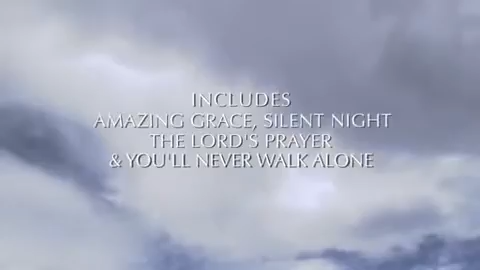 INCLUDES
AMAZING GRACE, SILENT NIGHT
THE LORD'S PRAYER
& YOU'LL NEVER WALK ALONE